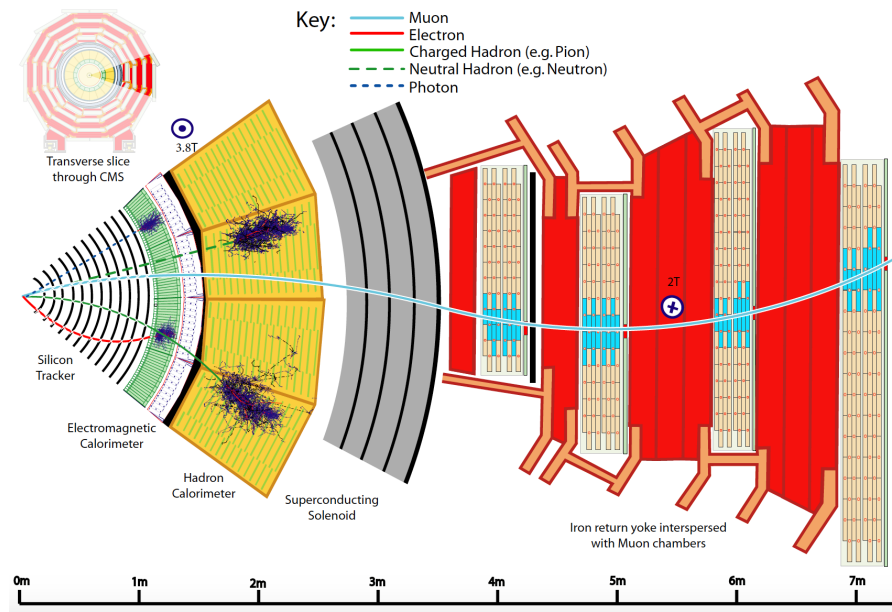 Key:
Muon
Electron
Charged Hadron (e.g. Pion)
Neutral Hadron (e.g. Neutron)
Photon
Transverse slice
through CMS
3.8T
2T
Silicon
Tracker
Electromagnetic
Calorimeter
Hadron
Calorimeter
Superconducting
Solenoid
Iron return yoke interspersed
with Muon chambers
0m 1m 2m 3m 4m 5m 6m 7m